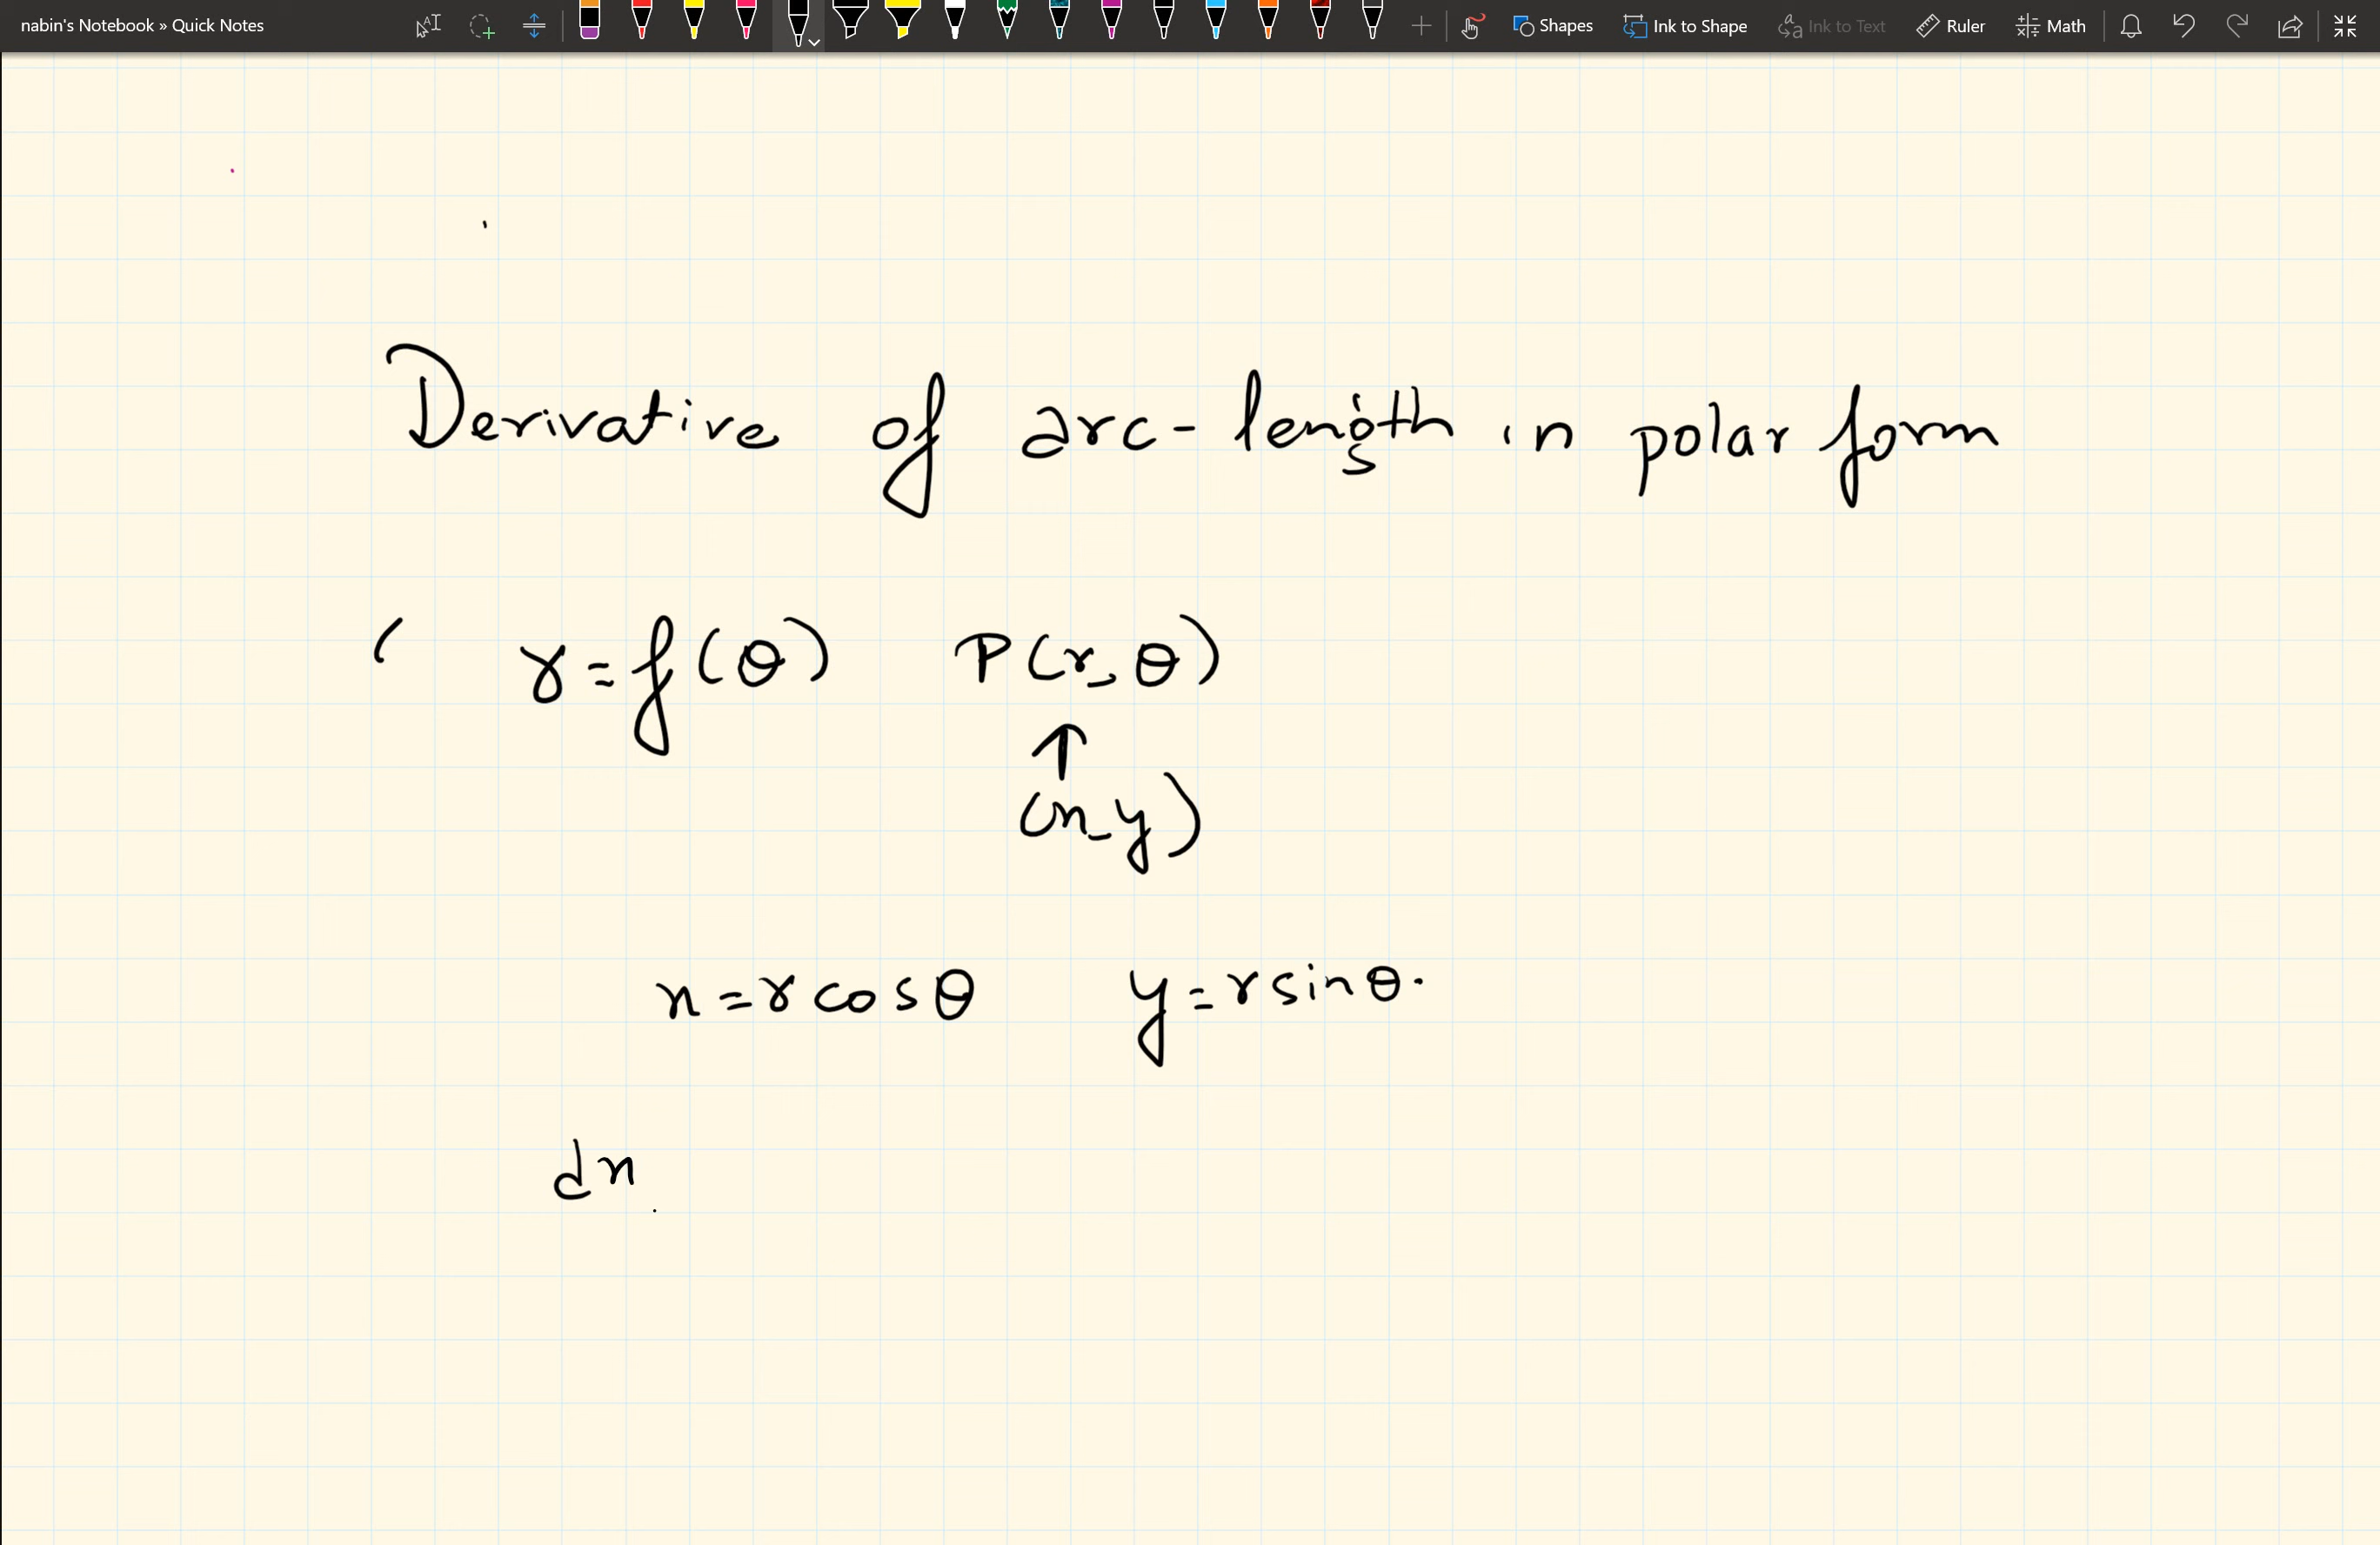 nabin's Notebook » Quick Notes Shapes Ink to Shape Ink to Text Ruler Math
Derivative of arc-length in polar form
( r=f(θ) P(r, θ)
↑
(x, y)
x = r cos θ y = r sin θ.
dx